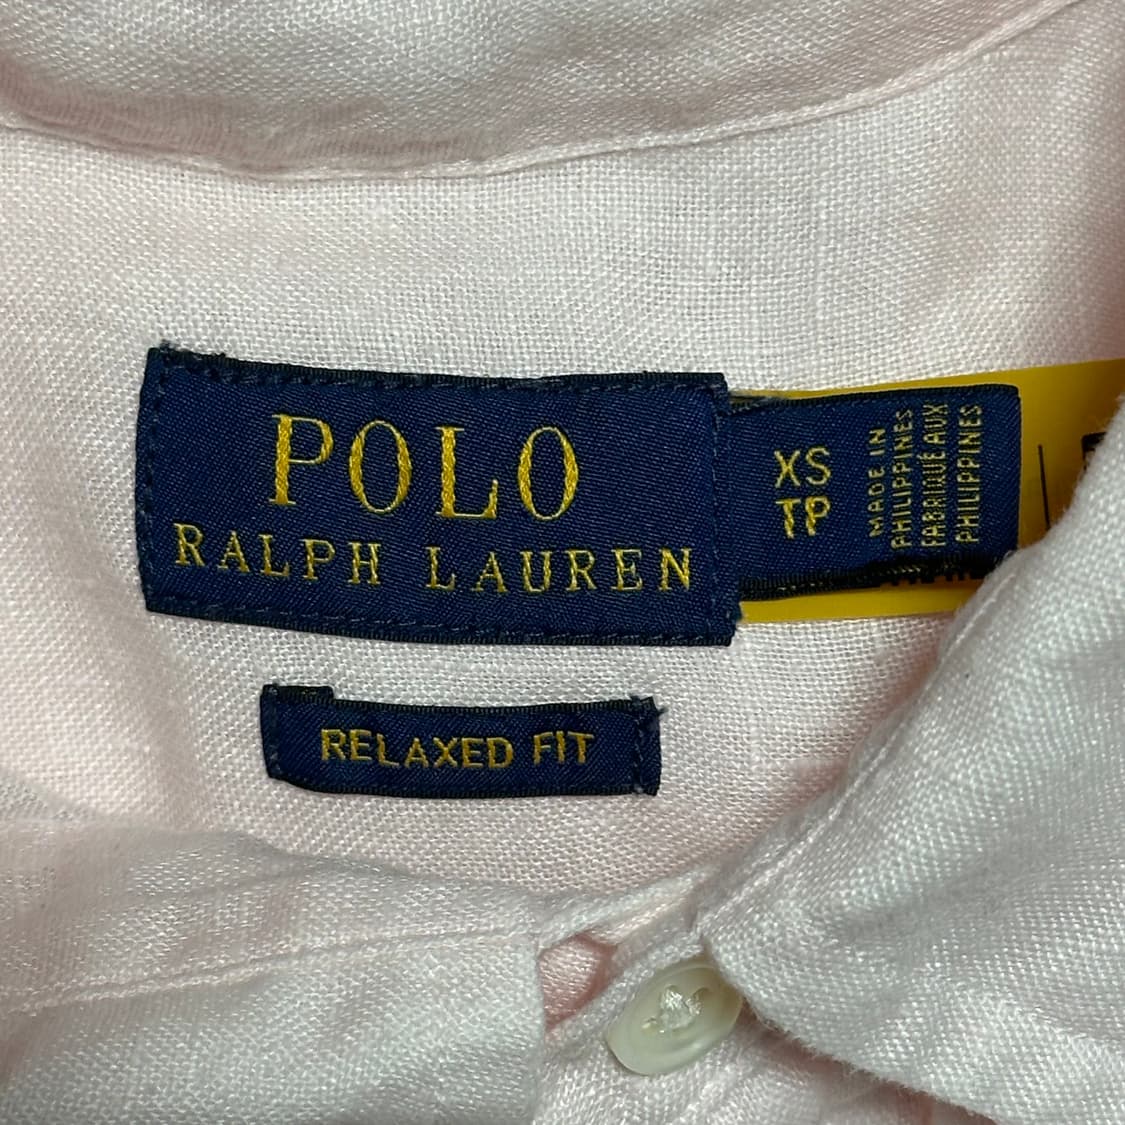 POLO
RALPH LAUREN
XS
TP
MADE IN
PHILIPPINES
FABRIQUÉ AUX
PHILIPPINES
RELAXED FIT